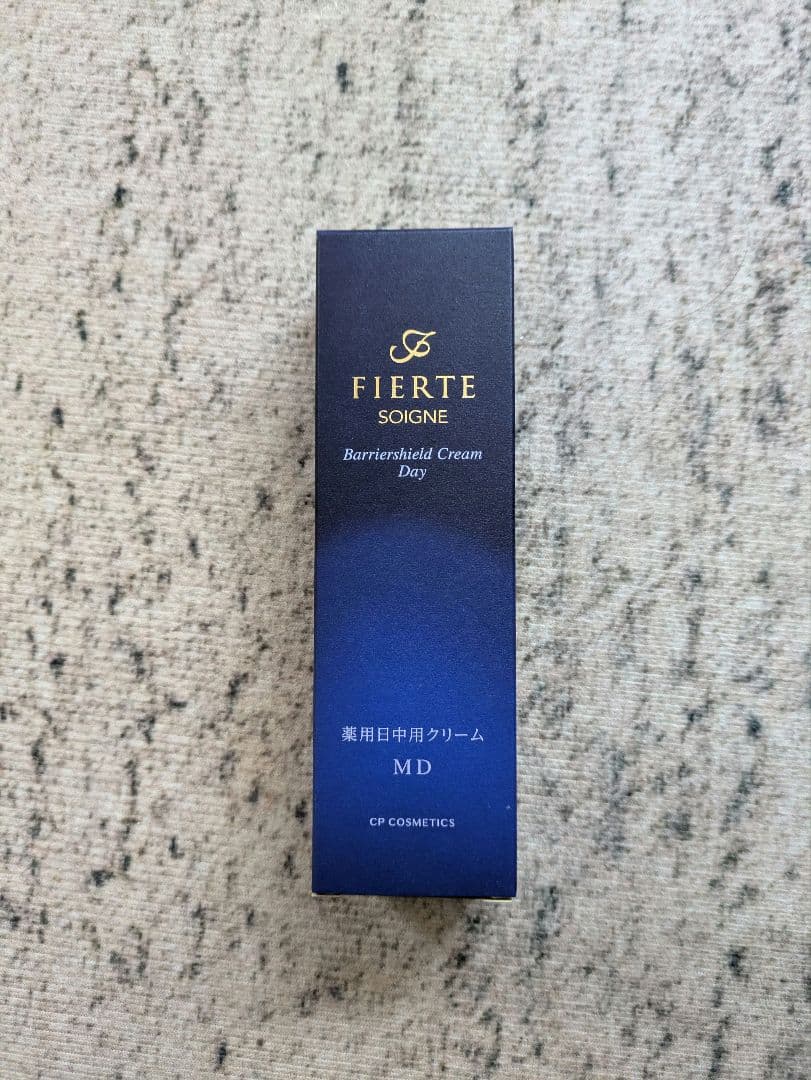 FIERTE
SOIGNE
Barriershield Cream
Day
薬用日中用クリーム
MD
CP COSMETICS